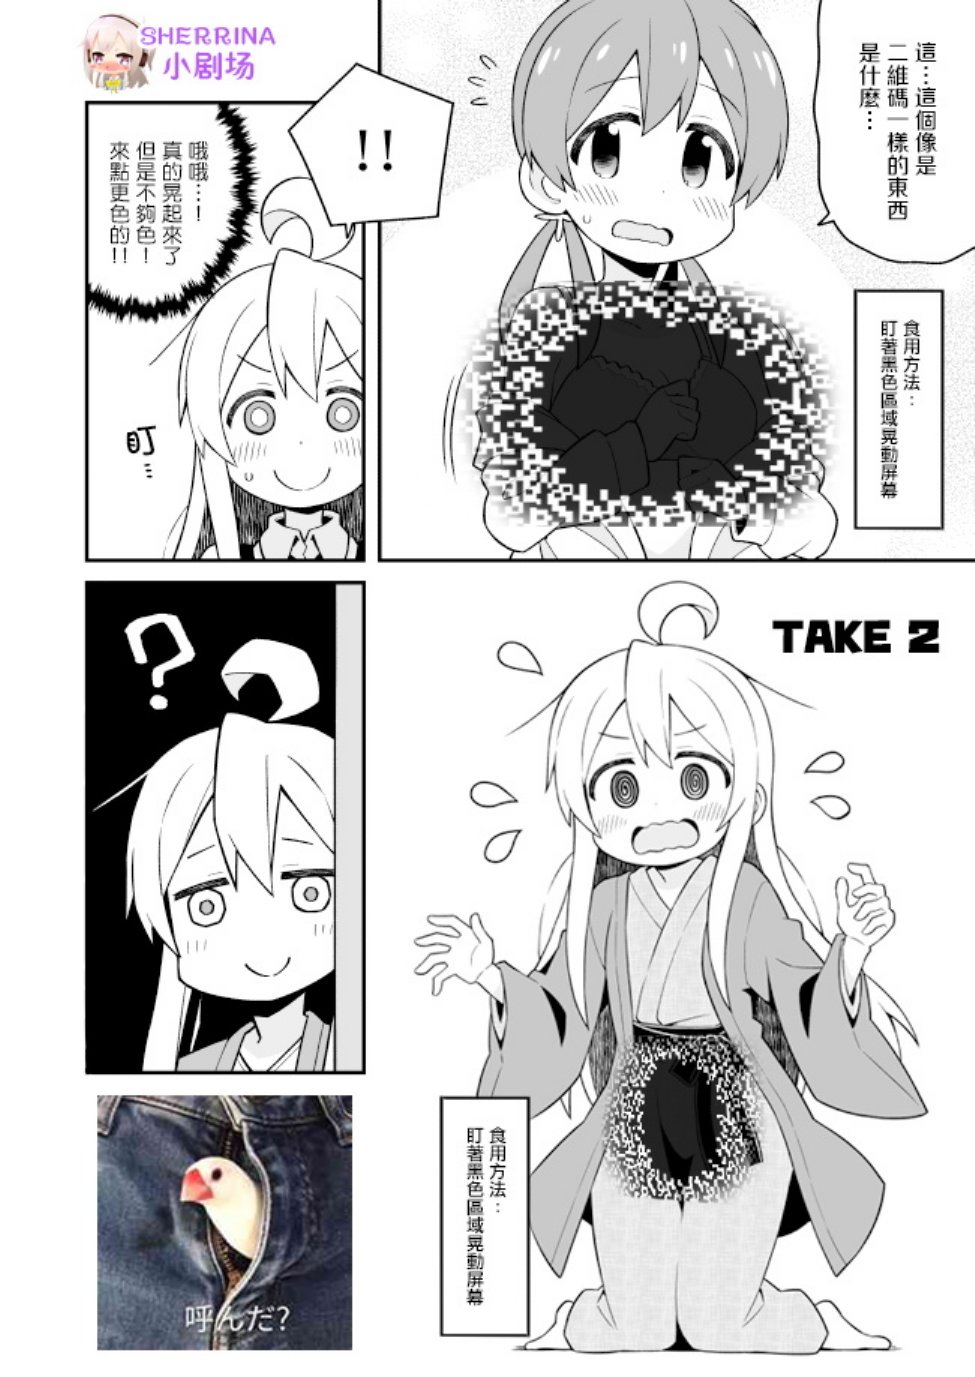 SHERRINA
小剧场
這…這個像是
二維碼一樣的東西
是什麼…
!!
食用方法：
盯著黑色區域晃動屏幕
哦哦…！
真的晃起來了
但是不夠色！
來點更色的!!
盯…
?
TAKE 2
食用方法：
盯著黑色區域晃動屏幕
呼んだ?